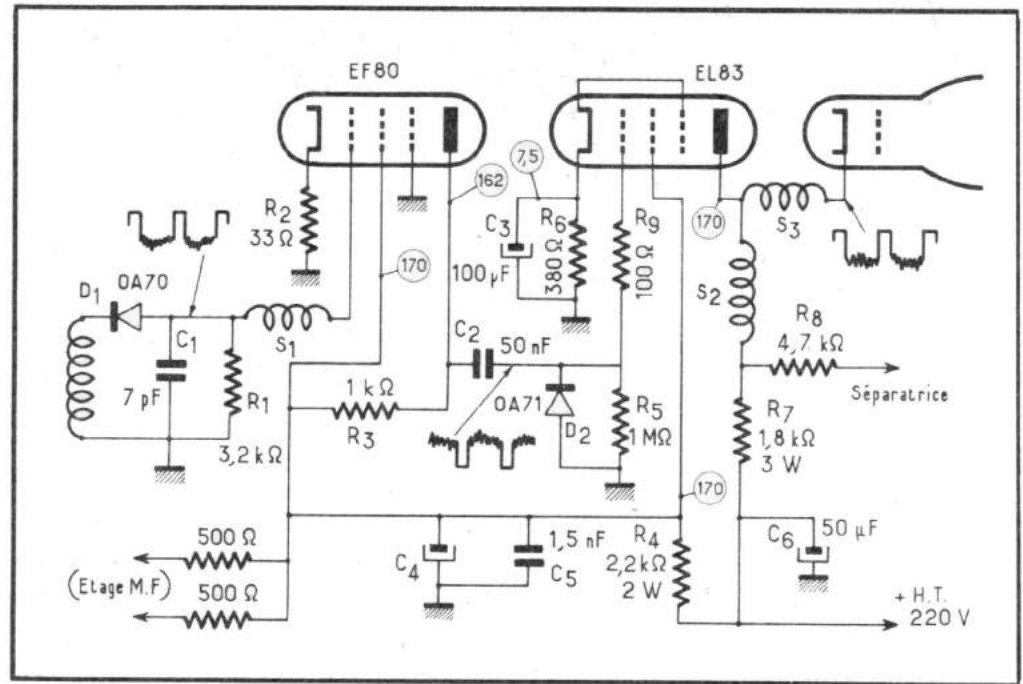 EF80
EL83
7,5
162
170
170
R2
33 Ω
C3
100 µF
R6
380 Ω
R9
100 Ω
S3
S2
D1
OA70
C1
7 pF
R1
3,2 kΩ
S1
C2
50 nF
OA71
D2
R5
1 MΩ
1 kΩ
R3
R8
4,7 kΩ
Séparatrice
R7
1,8 kΩ
3 W
170
500 Ω
(Etage M.F)
500 Ω
C4
1,5 nF
C5
R4
2,2 kΩ
2 W
C6
50 µF
+ H.T.
220 V